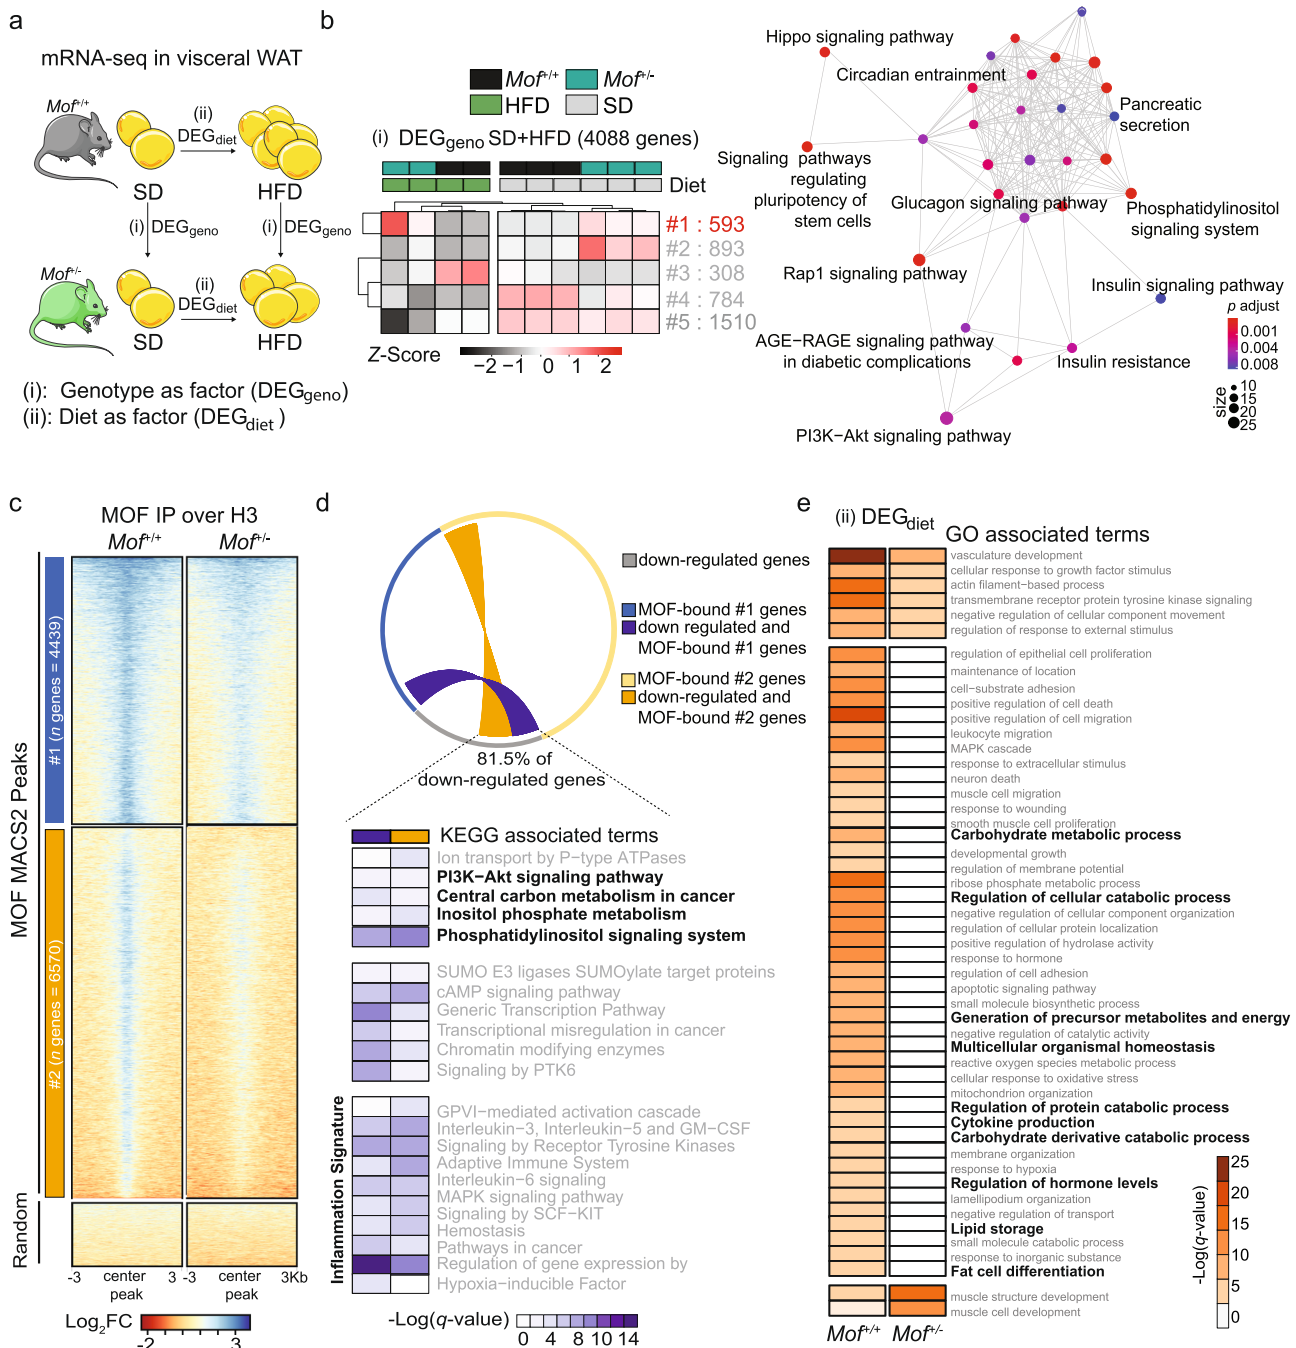 a
mRNA-seq in visceral WAT
Mof+/+
(ii)
DEGdiet
SD
HFD
(i)
DEGgeno
(i)
DEGgeno
Mof+/-
(ii)
DEGdiet
SD
HFD
(i): Genotype as factor (DEGgeno)
(ii): Diet as factor (DEGdiet )
b
Mof+/+
Mof+/-
HFD
SD
(i) DEGgeno SD+HFD (4088 genes)
Diet
#1 : 593
#2 : 893
#3 : 308
#4 : 784
#5 : 1510
Z-Score
−2 −1 0 1 2
Hippo signaling pathway
Circadian entrainment
Pancreatic
secretion
Signaling pathways
regulating
pluripotency of
stem cells
Glucagon signaling pathway
Phosphatidylinositol
signaling system
Rap1 signaling pathway
Insulin signaling pathway
AGE−RAGE signaling pathway
in diabetic complications
Insulin resistance
PI3K−Akt signaling pathway
p adjust
0.001
0.004
0.008
size
10
15
20
25
c
MOF IP over H3
Mof+/+
Mof+/-
MOF MACS2 Peaks
#1 (n genes = 4439)
#2 (n genes = 6570)
Random
-3 center 3 -3 center 3Kb
peak peak
Log2FC
-2 3
d
down-regulated genes
MOF-bound #1 genes
down regulated and
MOF-bound #1 genes
MOF-bound #2 genes
down-regulated and
MOF-bound #2 genes
81.5% of
down-regulated genes
KEGG associated terms
Ion transport by P−type ATPases
PI3K−Akt signaling pathway
Central carbon metabolism in cancer
Inositol phosphate metabolism
Phosphatidylinositol signaling system
SUMO E3 ligases SUMOylate target proteins
cAMP signaling pathway
Generic Transcription Pathway
Transcriptional misregulation in cancer
Chromatin modifying enzymes
Signaling by PTK6
Inflammation Signature
GPVI−mediated activation cascade
Interleukin−3, Interleukin−5 and GM−CSF
Signaling by Receptor Tyrosine Kinases
Adaptive Immune System
Interleukin−6 signaling
MAPK signaling pathway
Signaling by SCF−KIT
Hemostasis
Pathways in cancer
Regulation of gene expression by
Hypoxia−inducible Factor
-Log(q-value)
0 4 8 10 14
e
(ii) DEGdiet
GO associated terms
vasculature development
cellular response to growth factor stimulus
actin filament−based process
transmembrane receptor protein tyrosine kinase signaling
negative regulation of cellular component movement
regulation of response to external stimulus
regulation of epithelial cell proliferation
maintenance of location
cell−substrate adhesion
positive regulation of cell death
positive regulation of cell migration
leukocyte migration
MAPK cascade
response to extracellular stimulus
neuron death
muscle cell migration
response to wounding
smooth muscle cell proliferation
Carbohydrate metabolic process
developmental growth
regulation of membrane potential
ribose phosphate metabolic process
Regulation of cellular catabolic process
negative regulation of cellular component organization
regulation of cellular protein localization
positive regulation of hydrolase activity
response to hormone
regulation of cell adhesion
apoptotic signaling pathway
small molecule biosynthetic process
Generation of precursor metabolites and energy
negative regulation of catalytic activity
Multicellular organismal homeostasis
reactive oxygen species metabolic process
cellular response to oxidative stress
mitochondrion organization
Regulation of protein catabolic process
Cytokine production
Carbohydrate derivative catabolic process
membrane organization
response to hypoxia
Regulation of hormone levels
lamellipodium organization
negative regulation of transport
Lipid storage
small molecule catabolic process
response to inorganic substance
Fat cell differentiation
muscle structure development
muscle cell development
Mof+/+ Mof+/-
-Log(q-value)
25
20
15
10
5
0